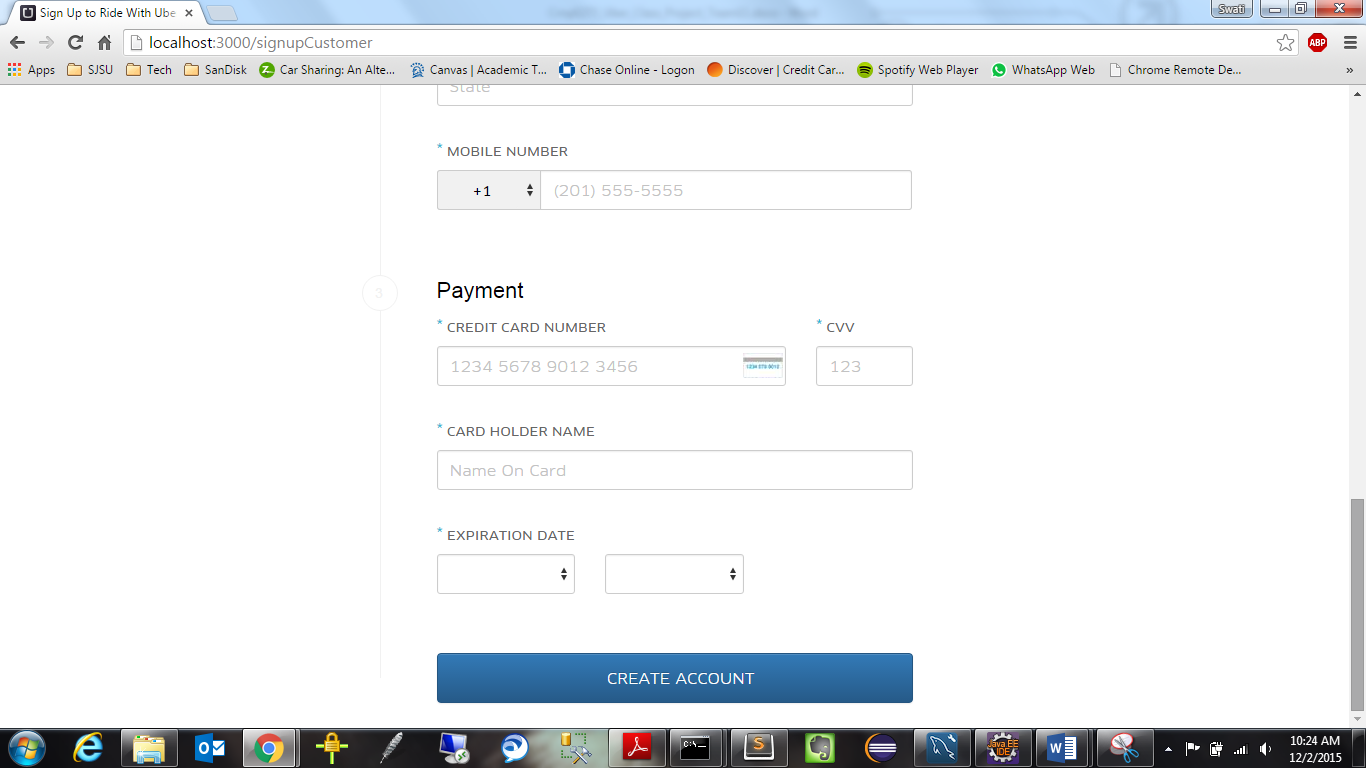 Sign Up to Ride With Ube
Swati
localhost:3000/signupCustomer
ABP
Apps SJSU Tech SanDisk Car Sharing: An Alte... Canvas | Academic T... Chase Online - Logon Discover | Credit Car... Spotify Web Player WhatsApp Web Chrome Remote De... »
State
* MOBILE NUMBER
+1 (201) 555-5555
3 Payment
* CREDIT CARD NUMBER * CVV
1234 5678 9012 3456 123
* CARD HOLDER NAME
Name On Card
* EXPIRATION DATE
CREATE ACCOUNT
Java EE
IDE
10:24 AM
12/2/2015